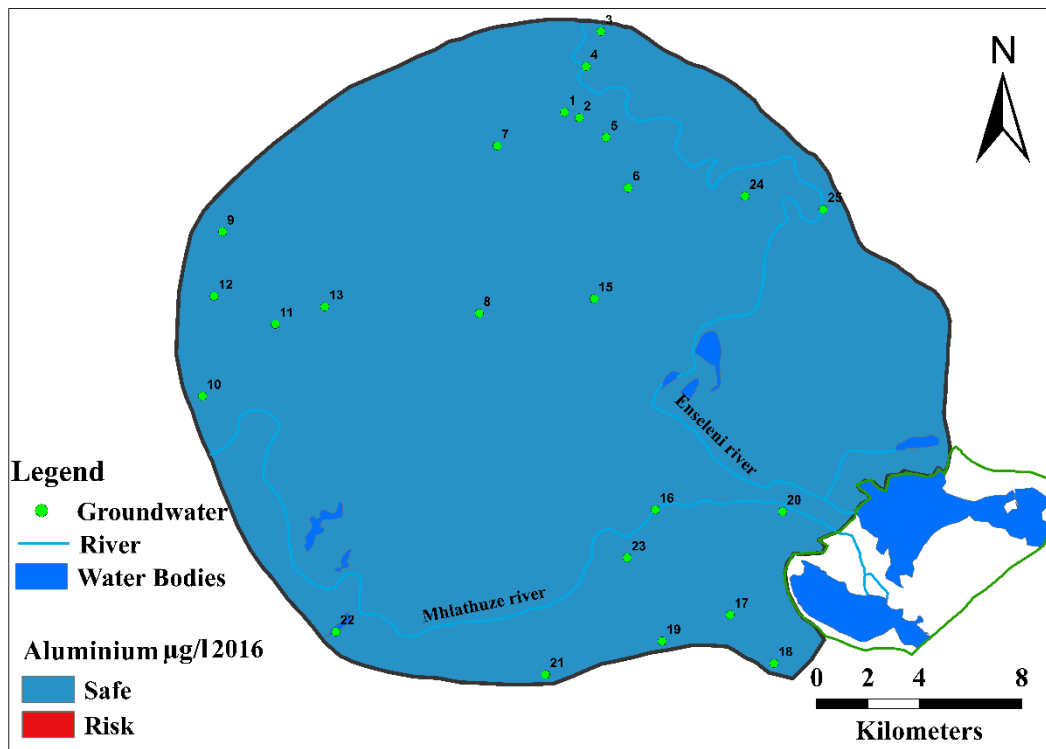 3
4
1
2
5
7
6
24
25
N
9
12
13
11
8
15
10
Enseleni river
Legend
Groundwater
River
Water Bodies
16
20
23
Mhlathuze river
17
22
19
18
21
Aluminium µg/l 2016
Safe
Risk
0 2 4 8
Kilometers